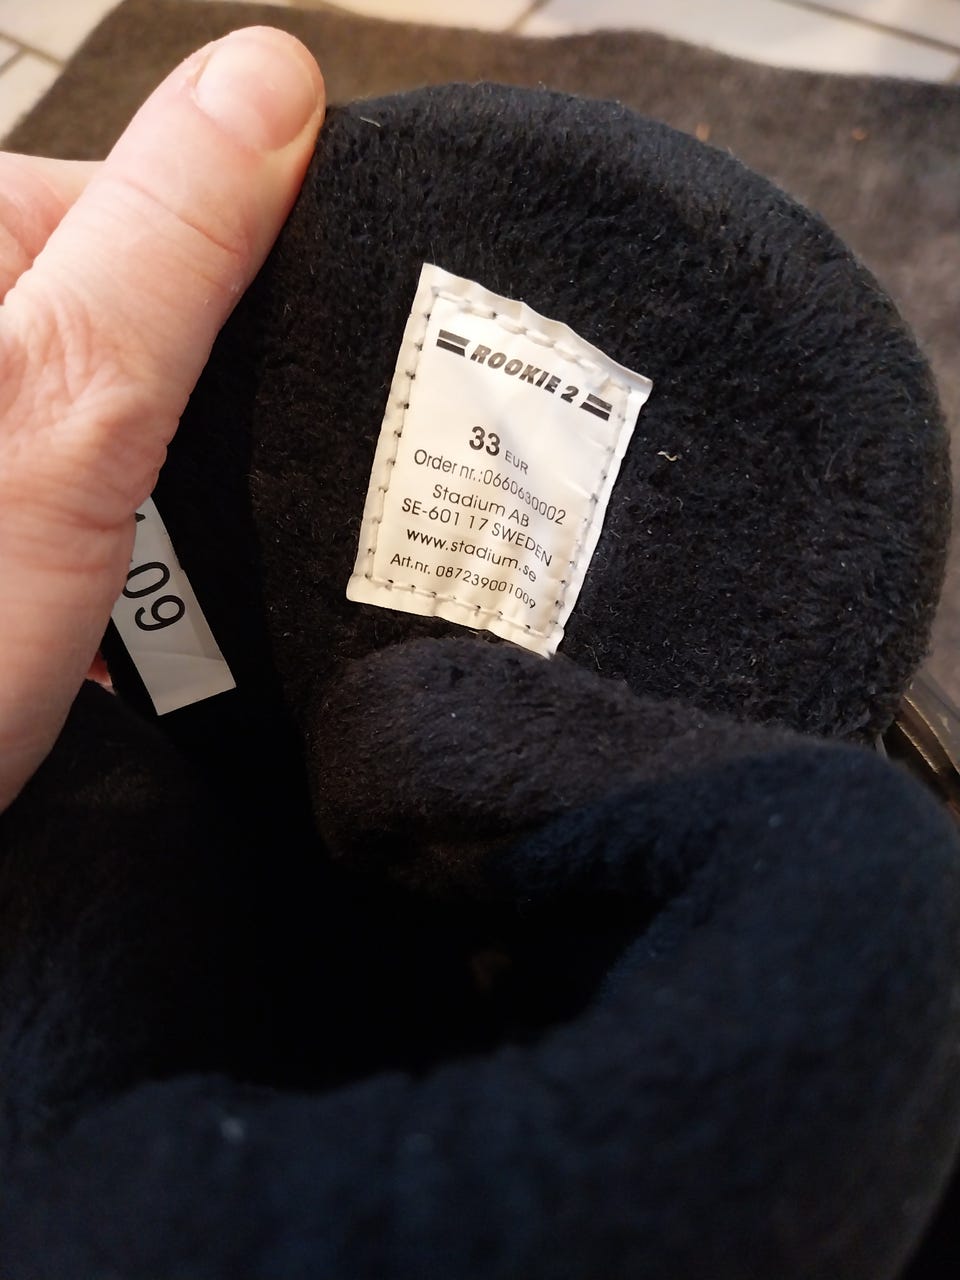 ROOKIE 2
33 EUR
Order nr.:0660630002
Stadium AB
SE-601 17 SWEDEN
www.stadium.se
Art.nr. 087239001009
09